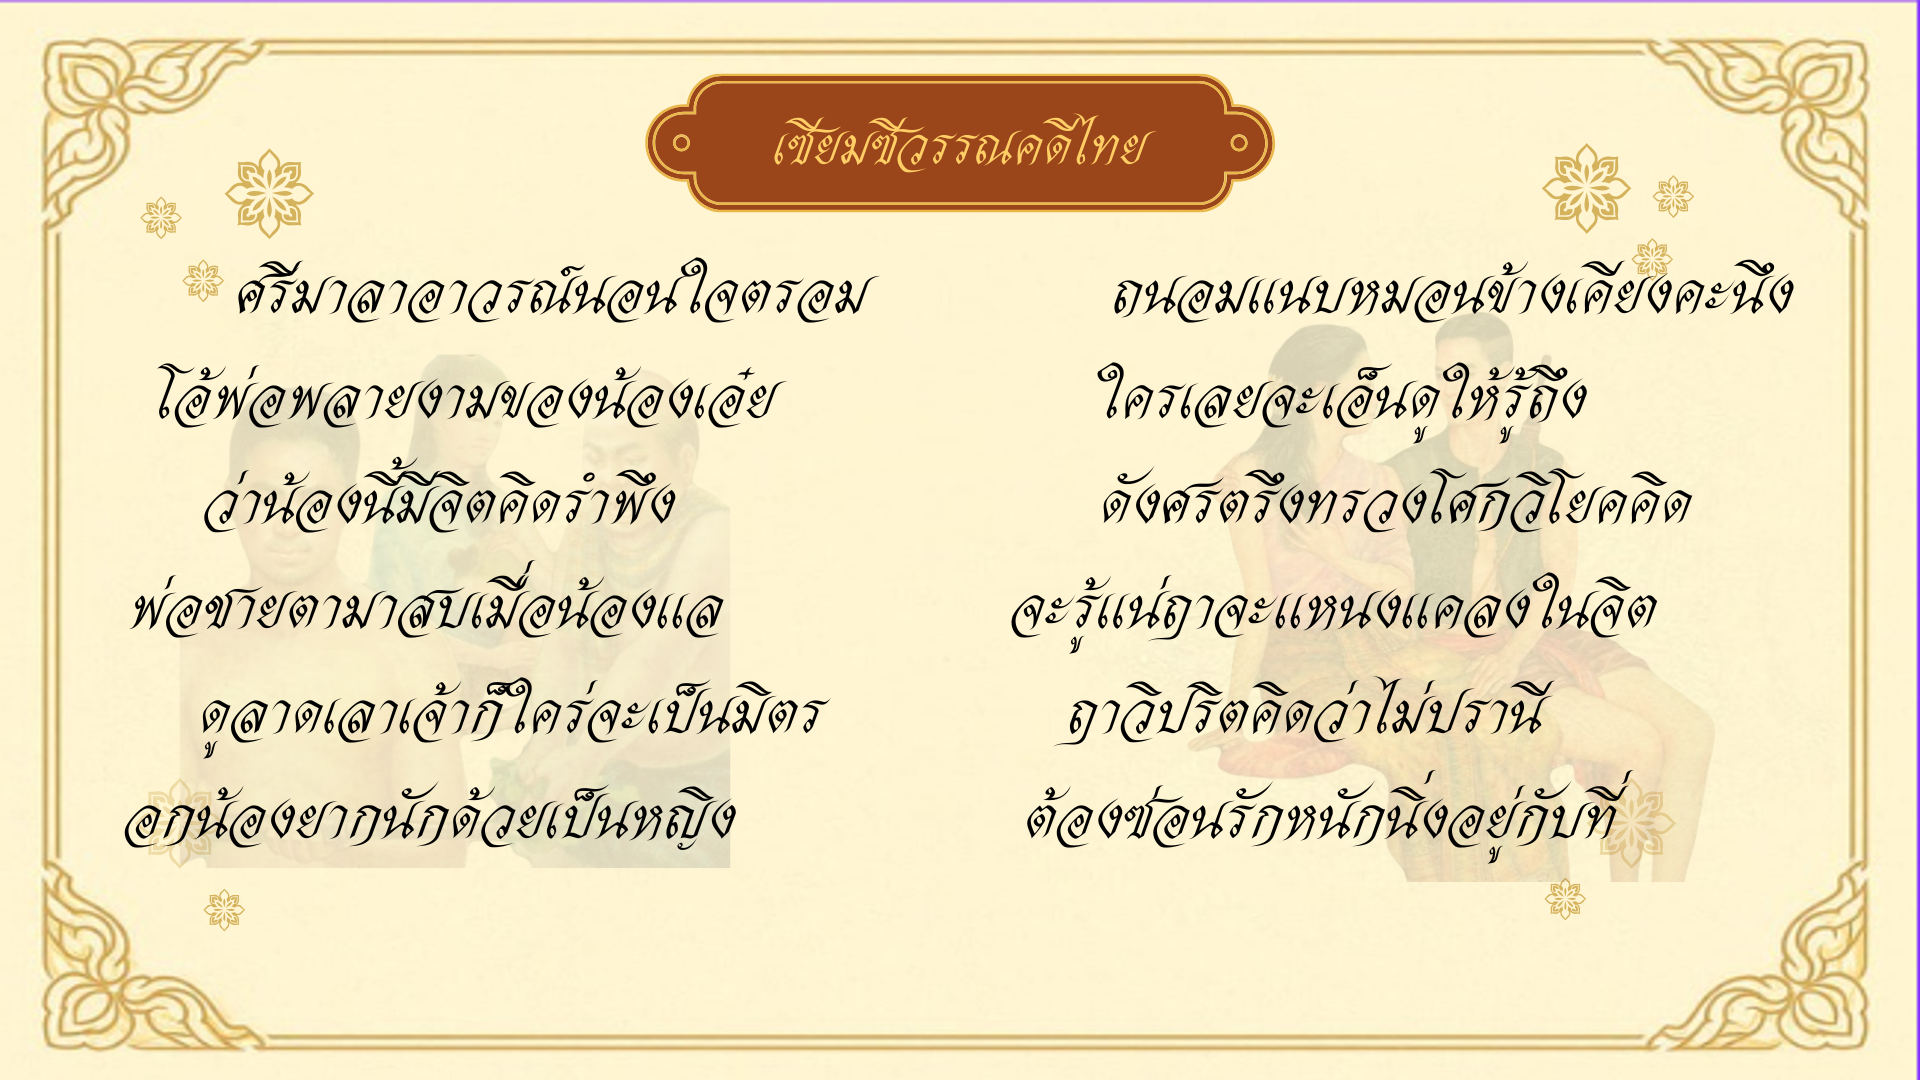 เซียมซีวรรณคดีไทย
ศรีมาลาอาวรณ์นอนใจตรอม ถนอมแนบหมอนข้างเคียงคะนึง
โอ้พ่อพลายงามของน้องเอ๋ย ใครเลยจะเอ็นดูให้รู้ถึง
ว่าน้องนี้มีจิตคิดรำพึง ดังศรตรึงทรวงโศกวิโยคคิด
พ่อชายตามาสบเมื่อน้องแล จะรู้แน่ฤาจะแหนงแคลงในจิต
ดูลาดเลาเจ้าก็ใคร่จะเป็นมิตร ฤาวิปริตคิดว่าไม่ปรานี
อกน้องยากนักด้วยเป็นหญิง ต้องซ่อนรักหนักนิ่งอยู่กับที่